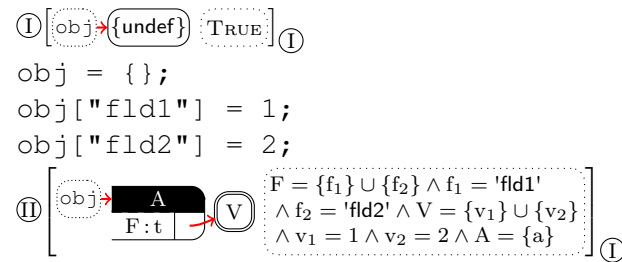 Ⓘ[obj→{undef} TRUE]Ⓘ
obj = {};
obj["fld1"] = 1;
obj["fld2"] = 2;
Ⓘ︎Ⓘ [obj→ A F : t → V
F = {f₁} ∪ {f₂} ∧ f₁ = 'fld1'
∧ f₂ = 'fld2' ∧ V = {v₁} ∪ {v₂}
∧ v₁ = 1 ∧ v₂ = 2 ∧ A = {a}
]Ⓘ